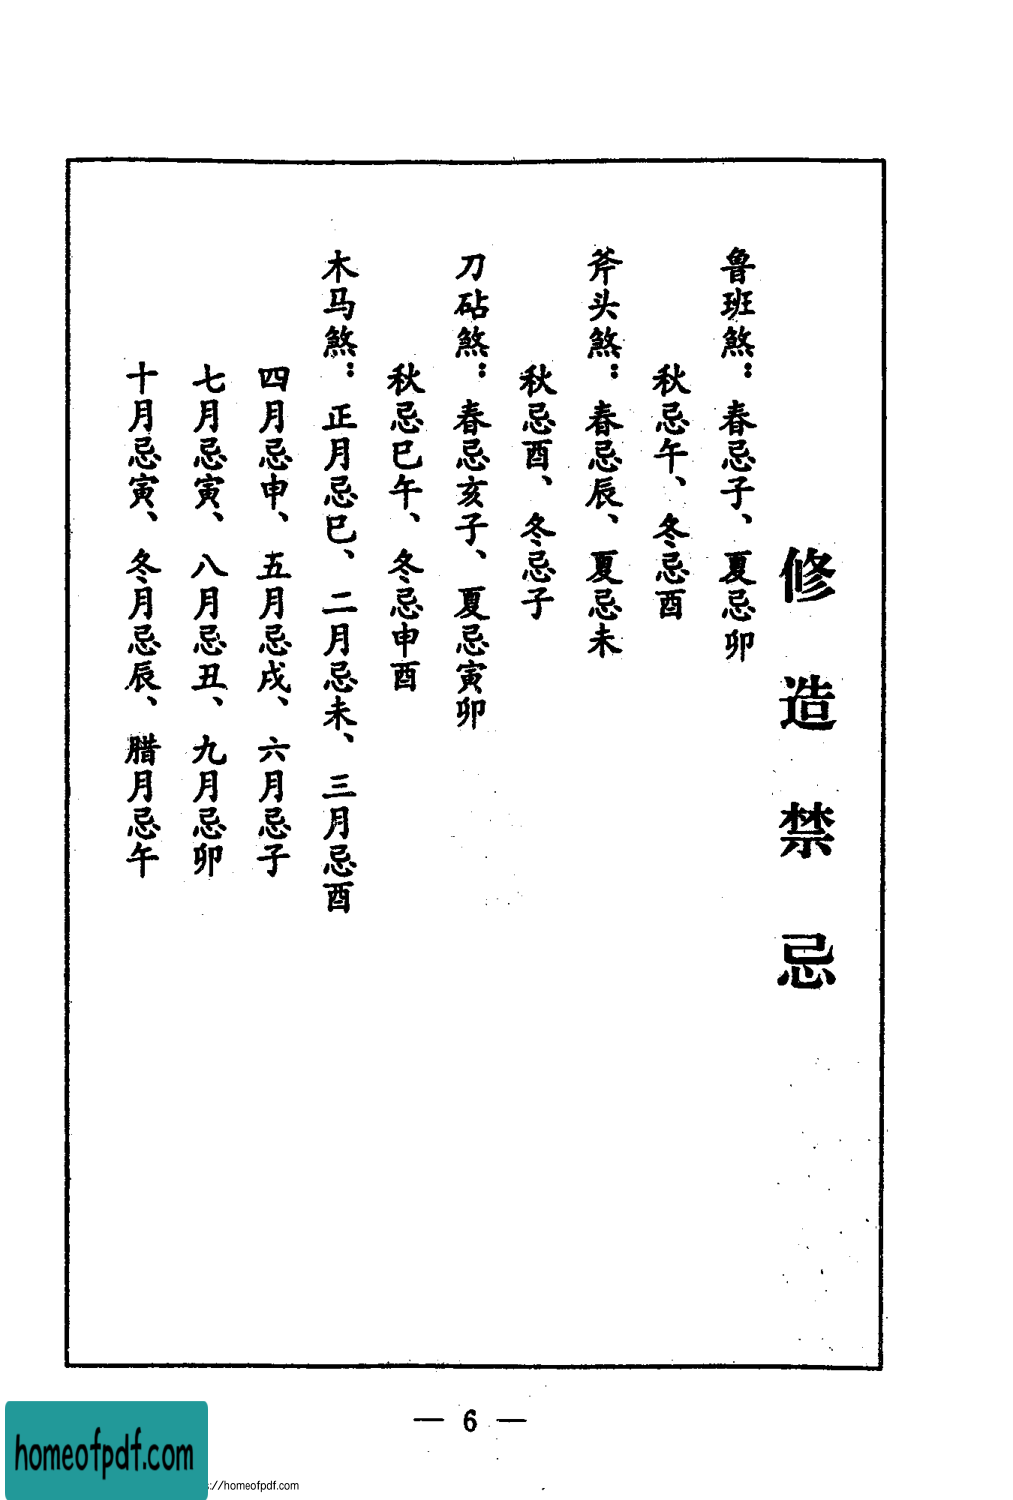 修造禁忌
鲁班煞：春忌子、夏忌卯
秋忌午、冬忌酉
斧头煞：春忌辰、夏忌未
秋忌酉、冬忌子
刀砧煞：春忌亥子、夏忌寅卯
秋忌巳午、冬忌申酉
木马煞：正月忌巳、二月忌未、三月忌酉
四月忌申、五月忌戌、六月忌子
七月忌寅、八月忌丑、九月忌卯
十月忌寅、冬月忌辰、腊月忌午
— 6 —
homeofpdf.com
s://homeofpdf.com